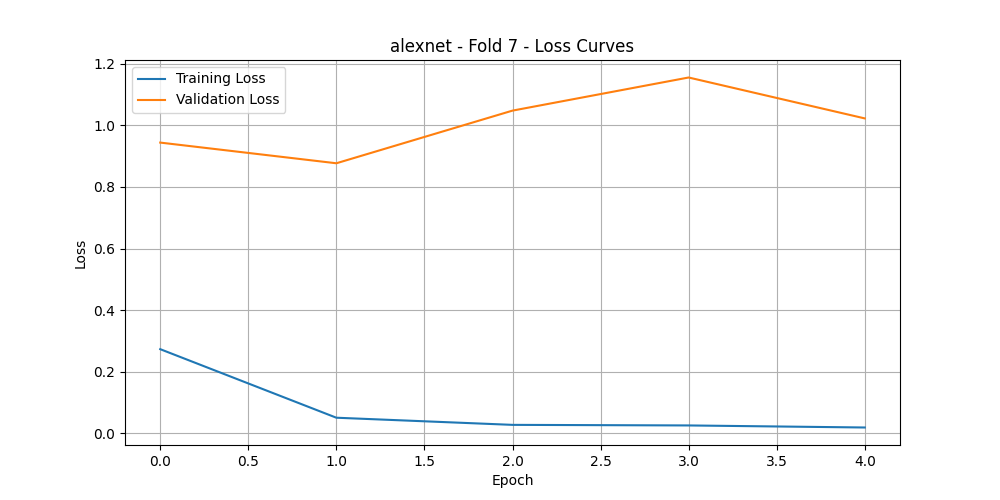 alexnet - Fold 7 - Loss Curves
Training Loss
Validation Loss
1.2
1.0
0.8
0.6
0.4
0.2
0.0
Loss
0.0 0.5 1.0 1.5 2.0 2.5 3.0 3.5 4.0
Epoch